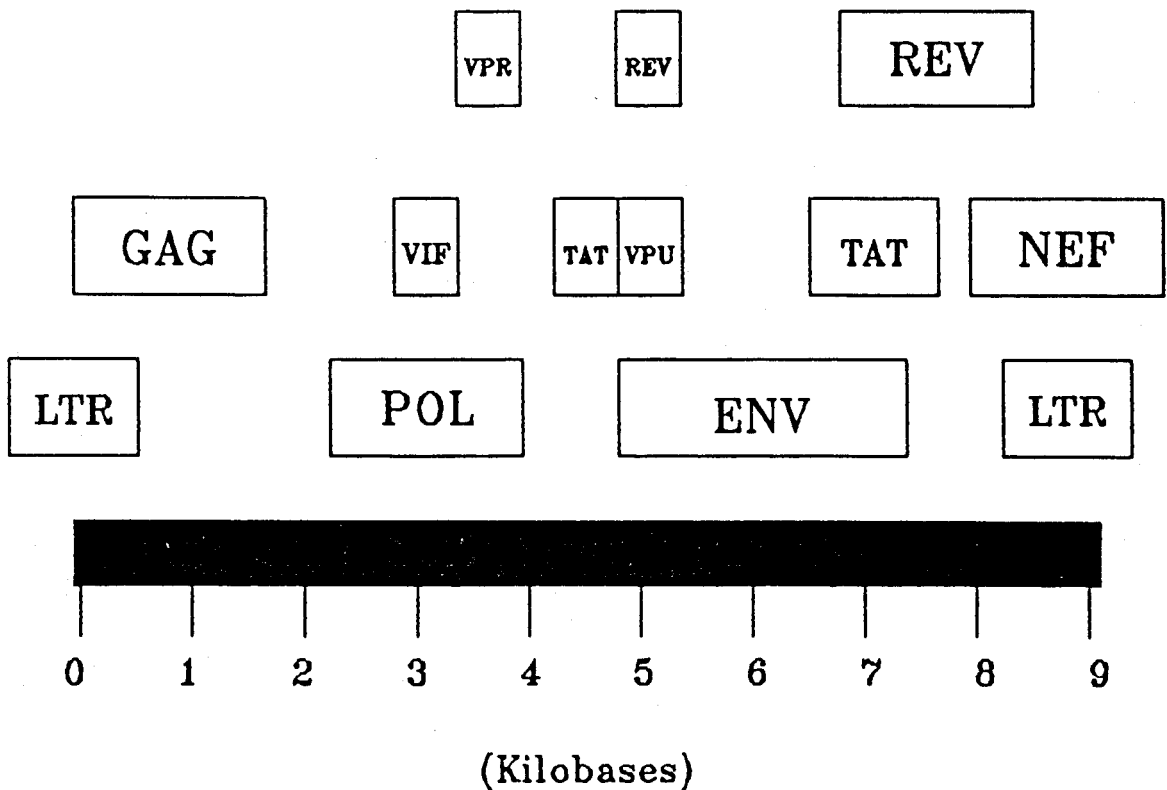 VPR REV REV
GAG VIF TAT VPU TAT NEF
LTR POL ENV LTR
0 1 2 3 4 5 6 7 8 9
(Kilobases)